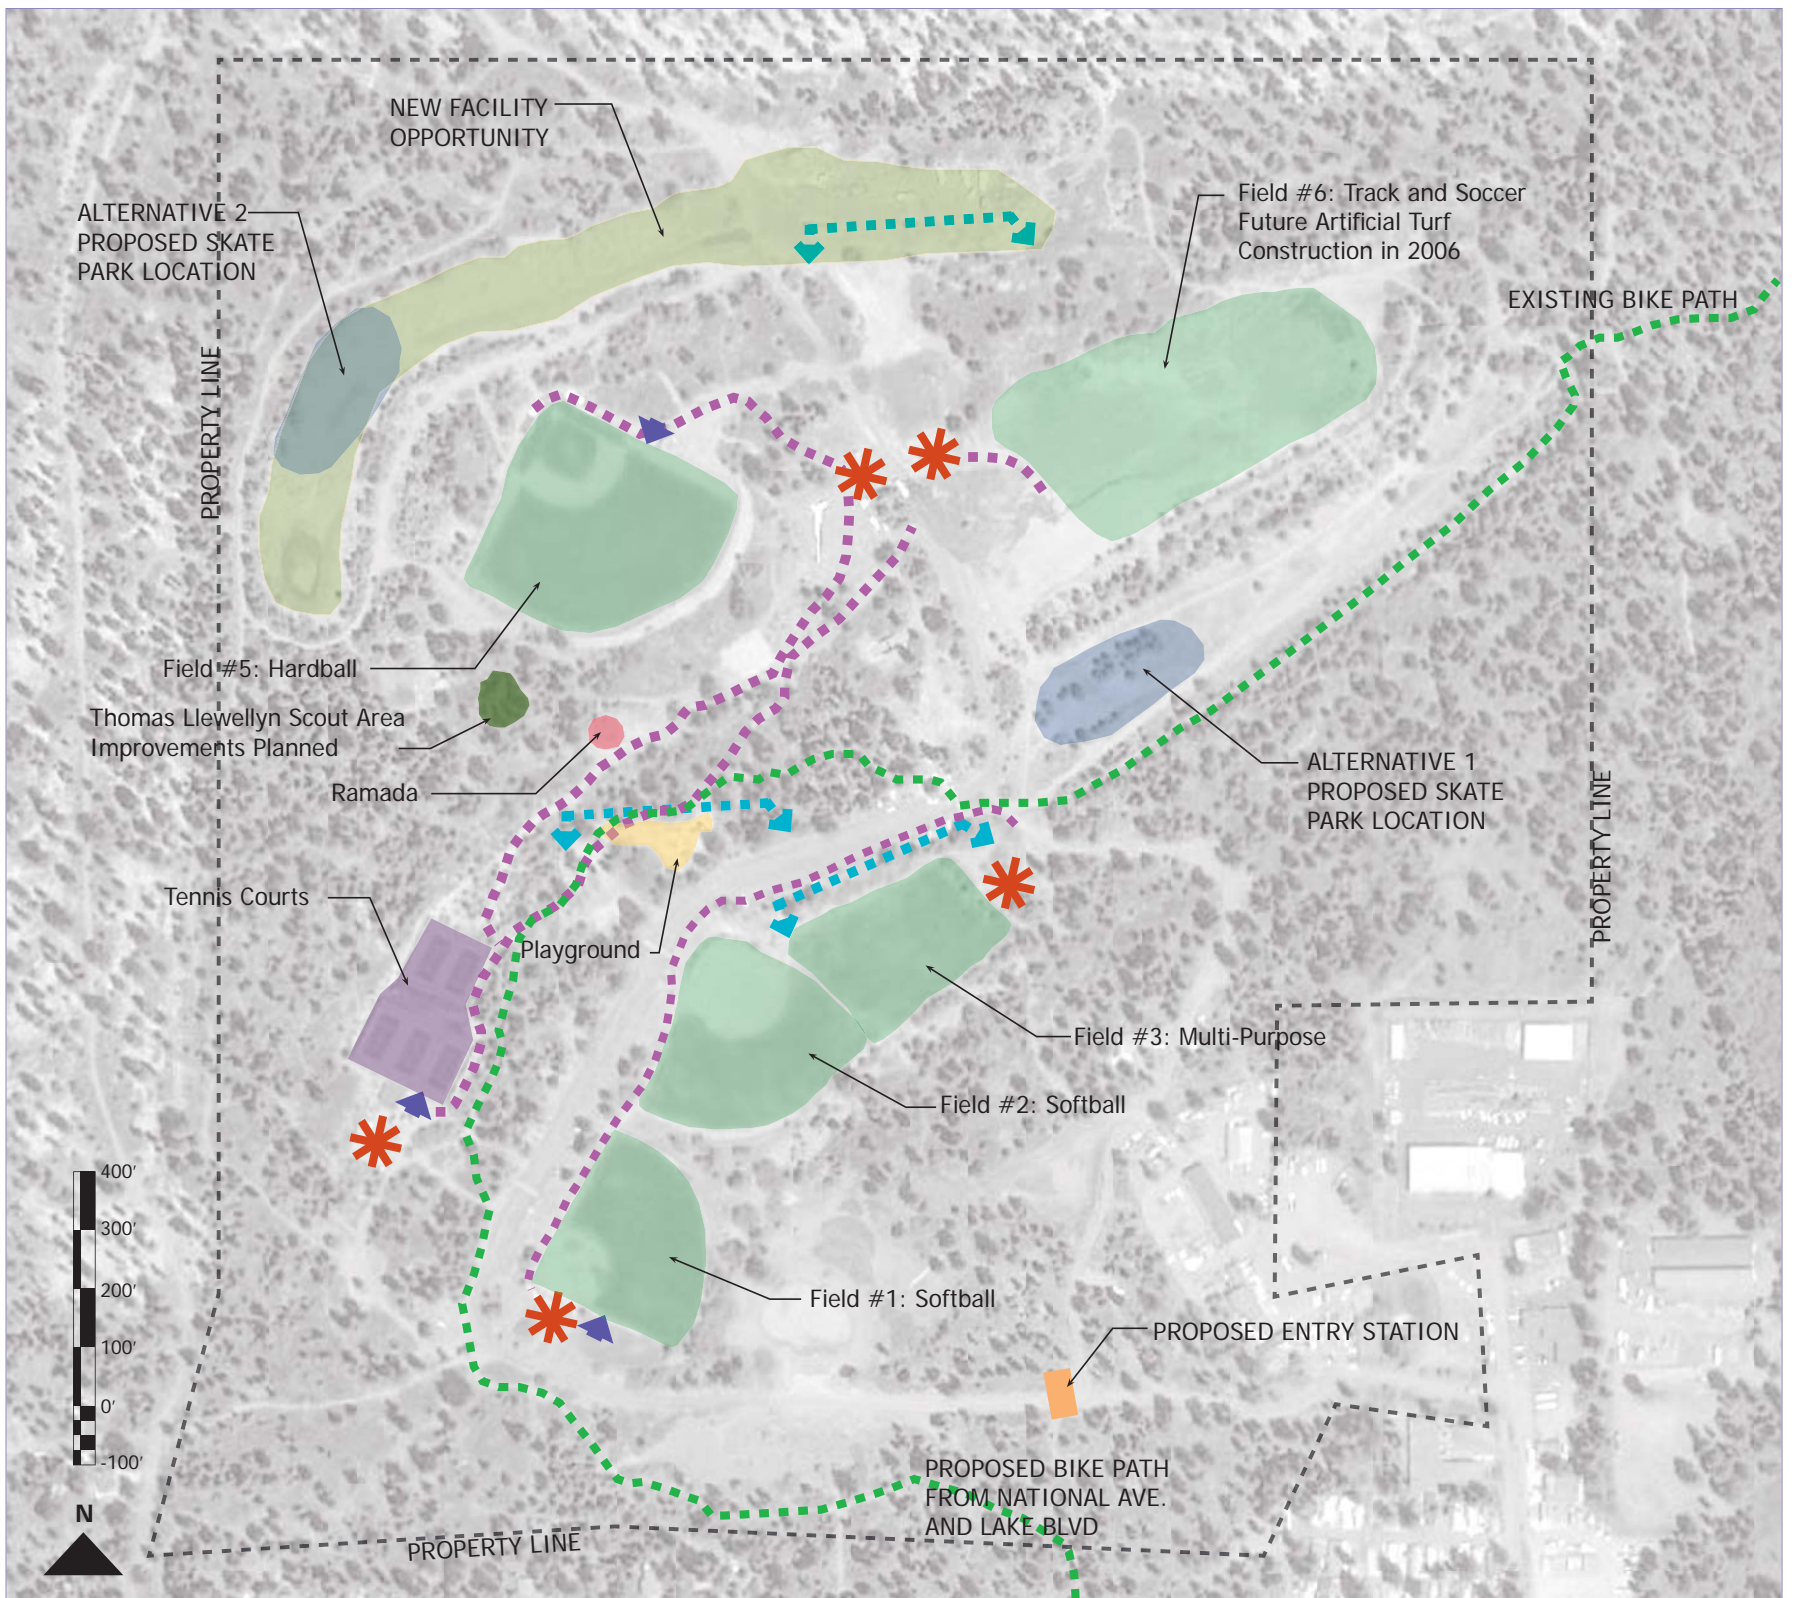 NEW FACILITY
OPPORTUNITY
ALTERNATIVE 2
PROPOSED SKATE
PARK LOCATION
Field #6: Track and Soccer
Future Artificial Turf
Construction in 2006
EXISTING BIKE PATH
PROPERTY LINE
Field #5: Hardball
Thomas Llewellyn Scout Area
Improvements Planned
Ramada
ALTERNATIVE 1
PROPOSED SKATE
PARK LOCATION
PROPERTY LINE
Tennis Courts
Playground
Field #3: Multi-Purpose
Field #2: Softball
Field #1: Softball
PROPOSED ENTRY STATION
400'
300'
200'
100'
0'
-100'
N
PROPOSED BIKE PATH
FROM NATIONAL AVE.
AND LAKE BLVD
PROPERTY LINE